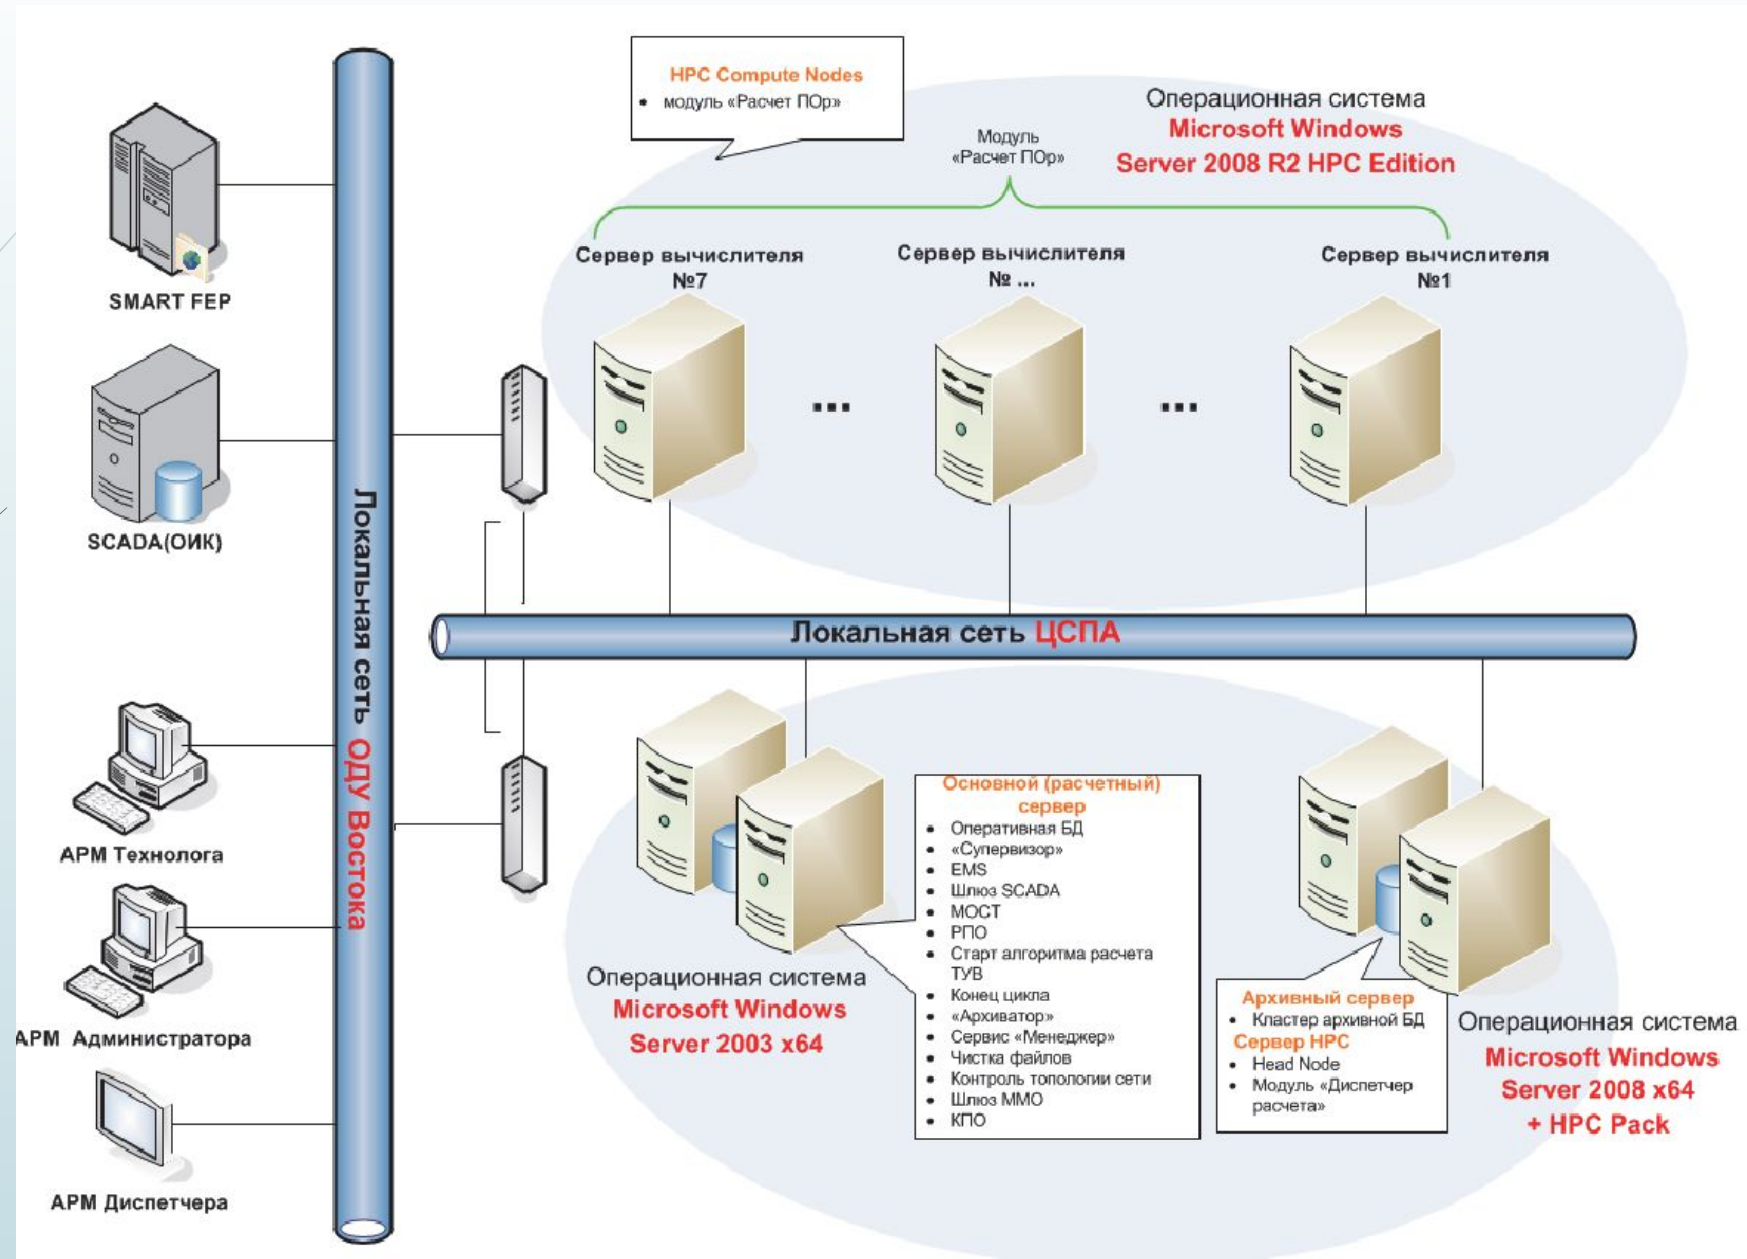 HPC Compute Nodes
• модуль «Расчет ПОр»
Операционная система
Microsoft Windows
Server 2008 R2 HPC Edition
Модуль
«Расчет ПОр»
Сервер вычислителя
№7
Сервер вычислителя
№ ...
Сервер вычислителя
№1
... ...
SMART FEP
SCADA(ОИК)
АРМ Технолога
АРМ Администратора
АРМ Диспетчера
Локальная сеть ОДУ Востока
Локальная сеть ЦСПА
Операционная система
Microsoft Windows
Server 2003 x64
Основной (расчетный)
сервер
• Оперативная БД
• «Супервизор»
• EMS
• Шлюз SCADA
• МОСТ
• РПО
• Старт алгоритма расчета
ТУВ
• Конец цикла
• «Архиватор»
• Сервис «Менеджер»
• Чистка файлов
• Контроль топологии сети
• Шлюз ММО
• КПО
Архивный сервер
• Кластер архивной БД
Сервер HPC
• Head Node
• Модуль «Диспетчер
расчета»
Операционная система
Microsoft Windows
Server 2008 x64
+ HPC Pack